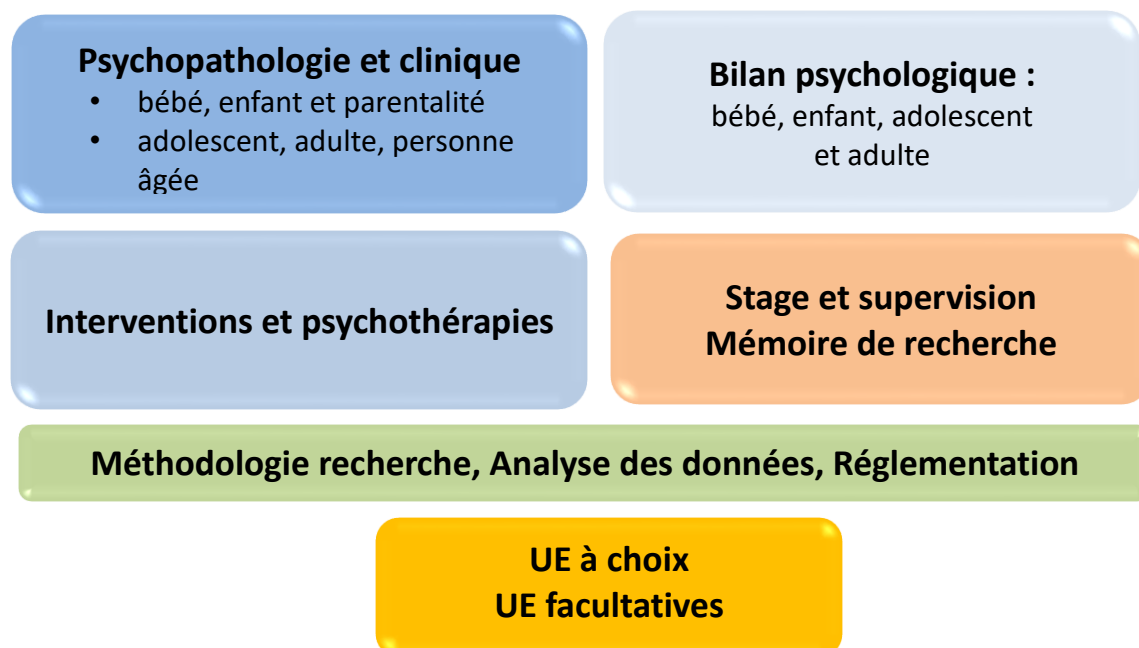 Psychopathologie et clinique
• bébé, enfant et parentalité
• adolescent, adulte, personne
âgée
Bilan psychologique :
bébé, enfant, adolescent
et adulte
Interventions et psychothérapies
Stage et supervision
Mémoire de recherche
Méthodologie recherche, Analyse des données, Réglementation
UE à choix
UE facultatives